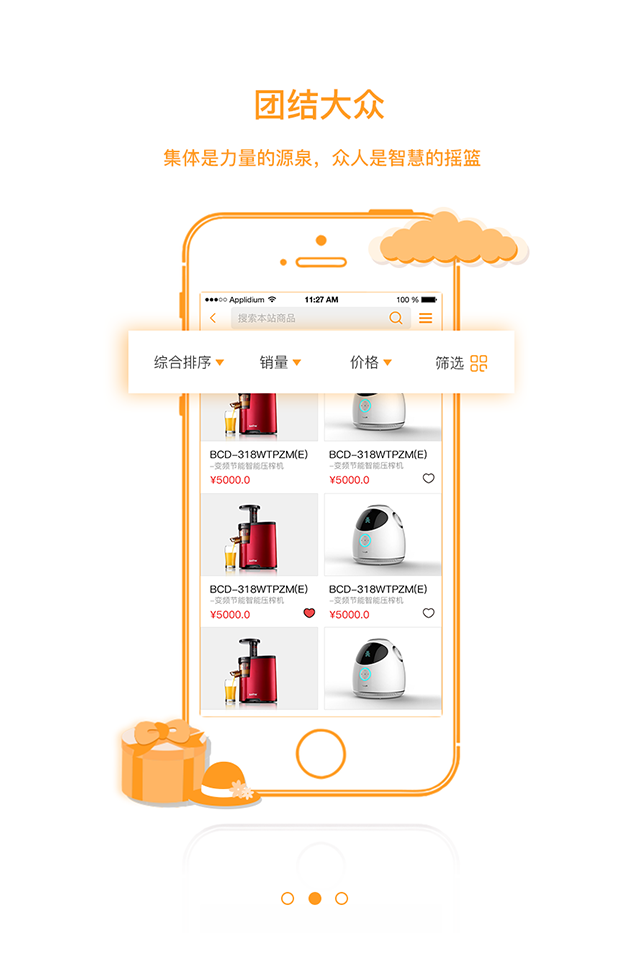 团结大众
集体是力量的源泉，众人是智慧的摇篮
Applidium 11:27 AM 100 %
搜索本站商品
综合排序 销量 价格 筛选
BCD-318WTPZM(E) BCD-318WTPZM(E)
-变频节能智能压榨机 -变频节能智能压榨机
¥5000.0 ¥5000.0
BCD-318WTPZM(E) BCD-318WTPZM(E)
-变频节能智能压榨机 -变频节能智能压榨机
¥5000.0 ¥5000.0